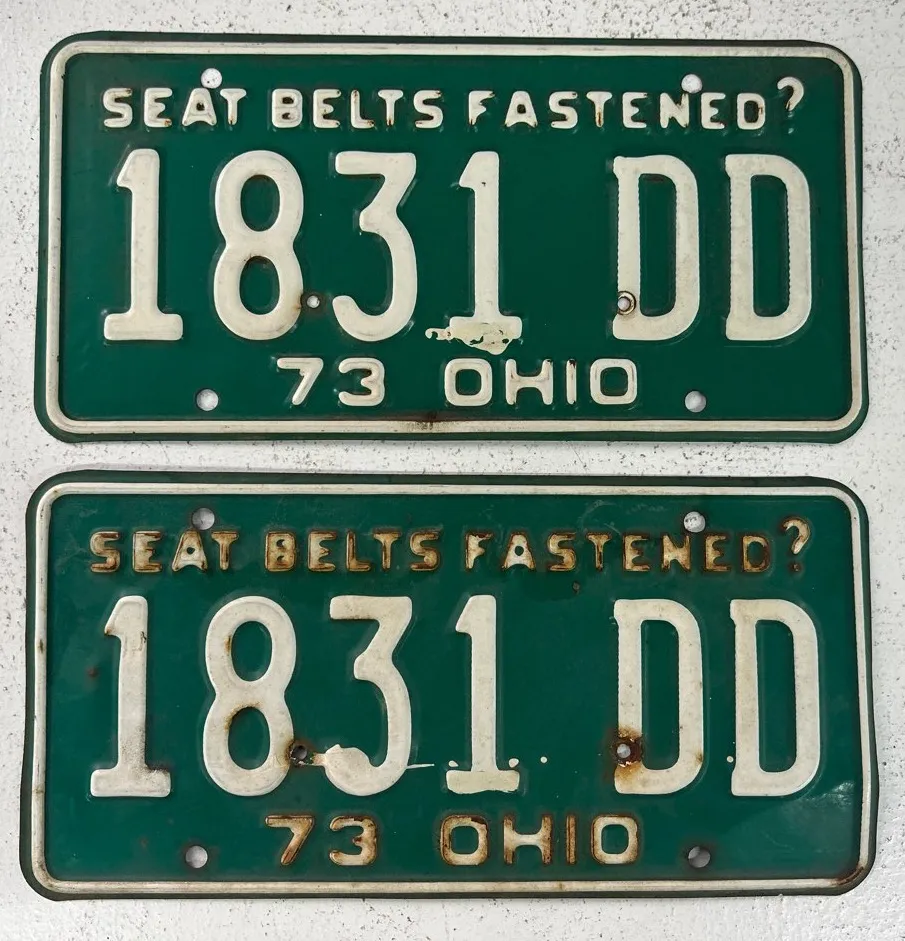 SEAT BELTS FASTENED?
1831 DD
73 OHIO
SEAT BELTS FASTENED?
1831 DD
73 OHIO